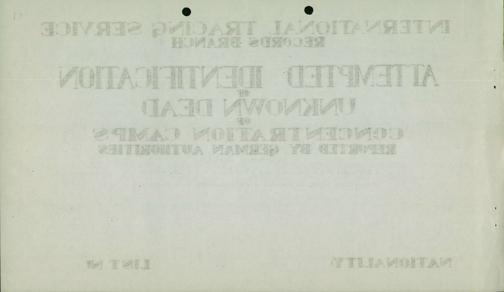 INTERNATIONAL TRACING SERVICE
RECORDS BRANCH
ATTEMPTED IDENTIFICATION
OF
UNKNOWN DEAD
OF
CONCENTRATION CAMPS
REPORTED BY GERMAN AUTHORITIES
NATIONALITY LIST Nº